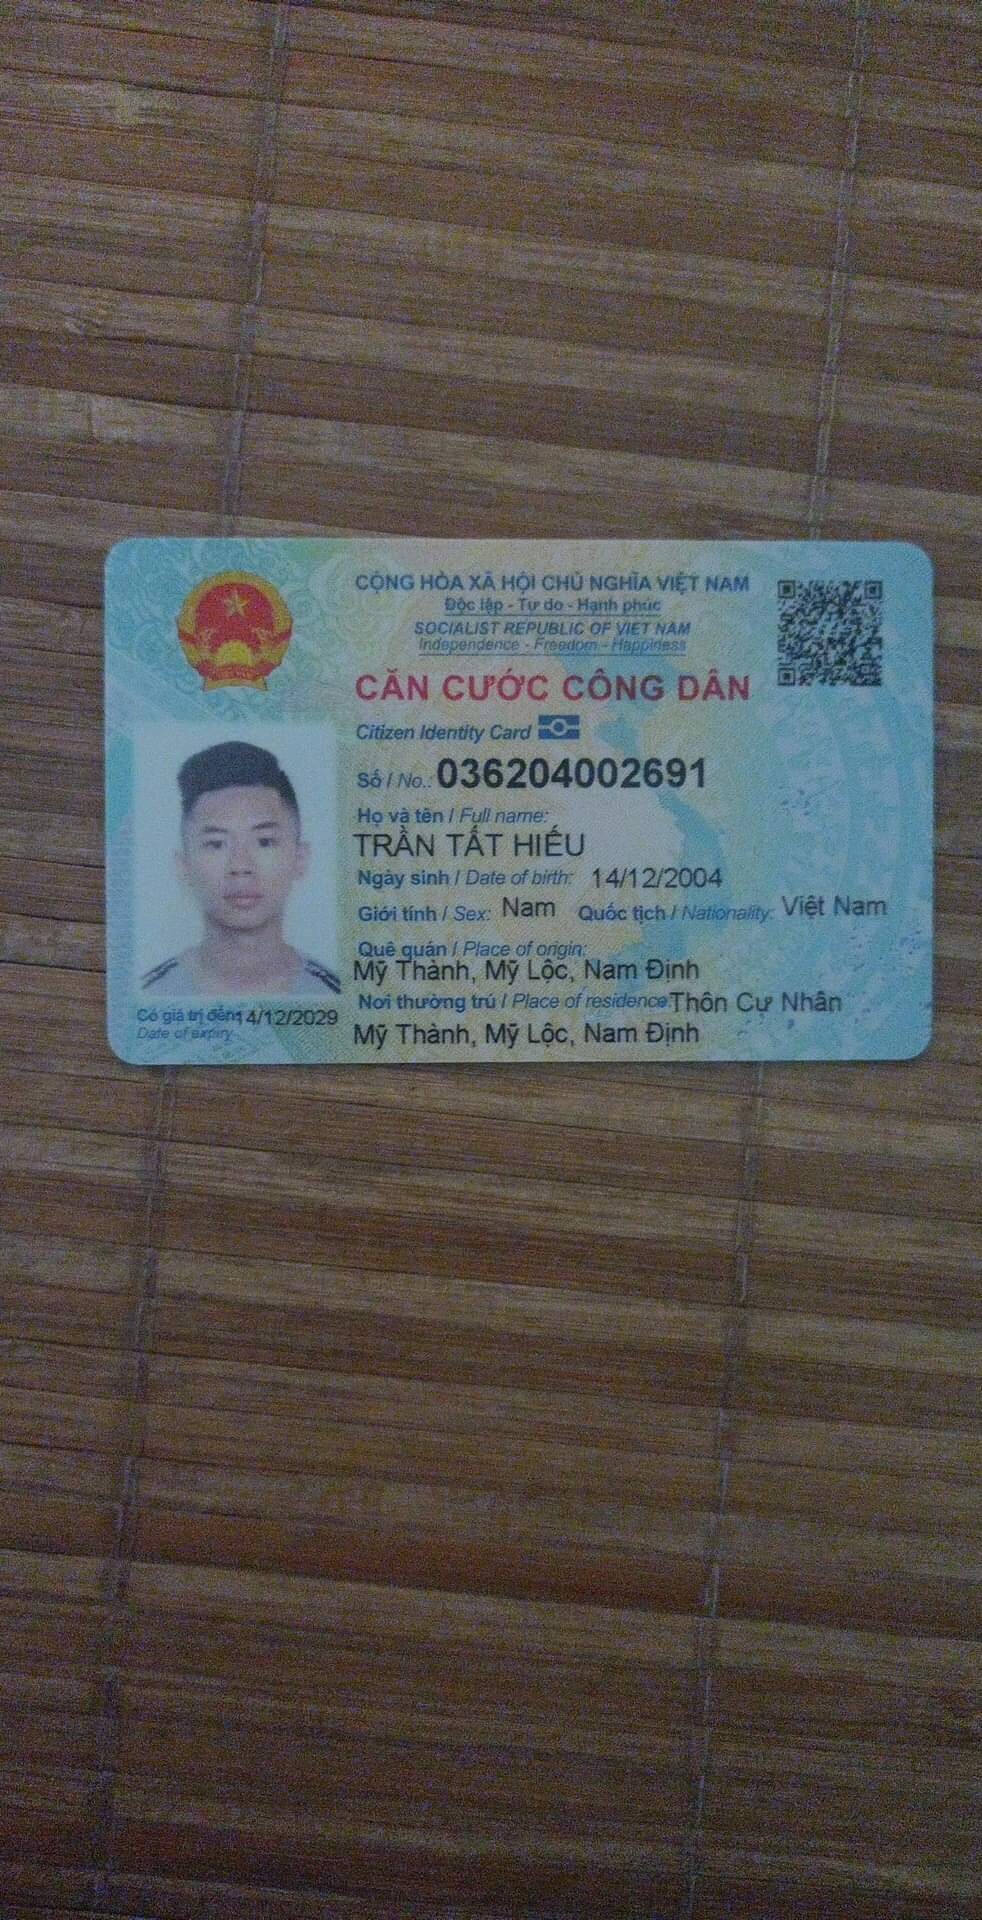 CỘNG HÒA XÃ HỘI CHỦ NGHĨA VIỆT NAM
Độc lập - Tự do - Hạnh phúc
SOCIALIST REPUBLIC OF VIET NAM
Independence - Freedom - Happiness
CĂN CƯỚC CÔNG DÂN
Citizen Identity Card
Số / No.: 036204002691
Họ và tên / Full name:
TRẦN TẤT HIẾU
Ngày sinh / Date of birth: 14/12/2004
Giới tính / Sex: Nam Quốc tịch / Nationality: Việt Nam
Quê quán / Place of origin:
Mỹ Thành, Mỹ Lộc, Nam Định
Nơi thường trú / Place of residence: Thôn Cự Nhân
Mỹ Thành, Mỹ Lộc, Nam Định
Có giá trị đến: 14/12/2029
Date of expiry